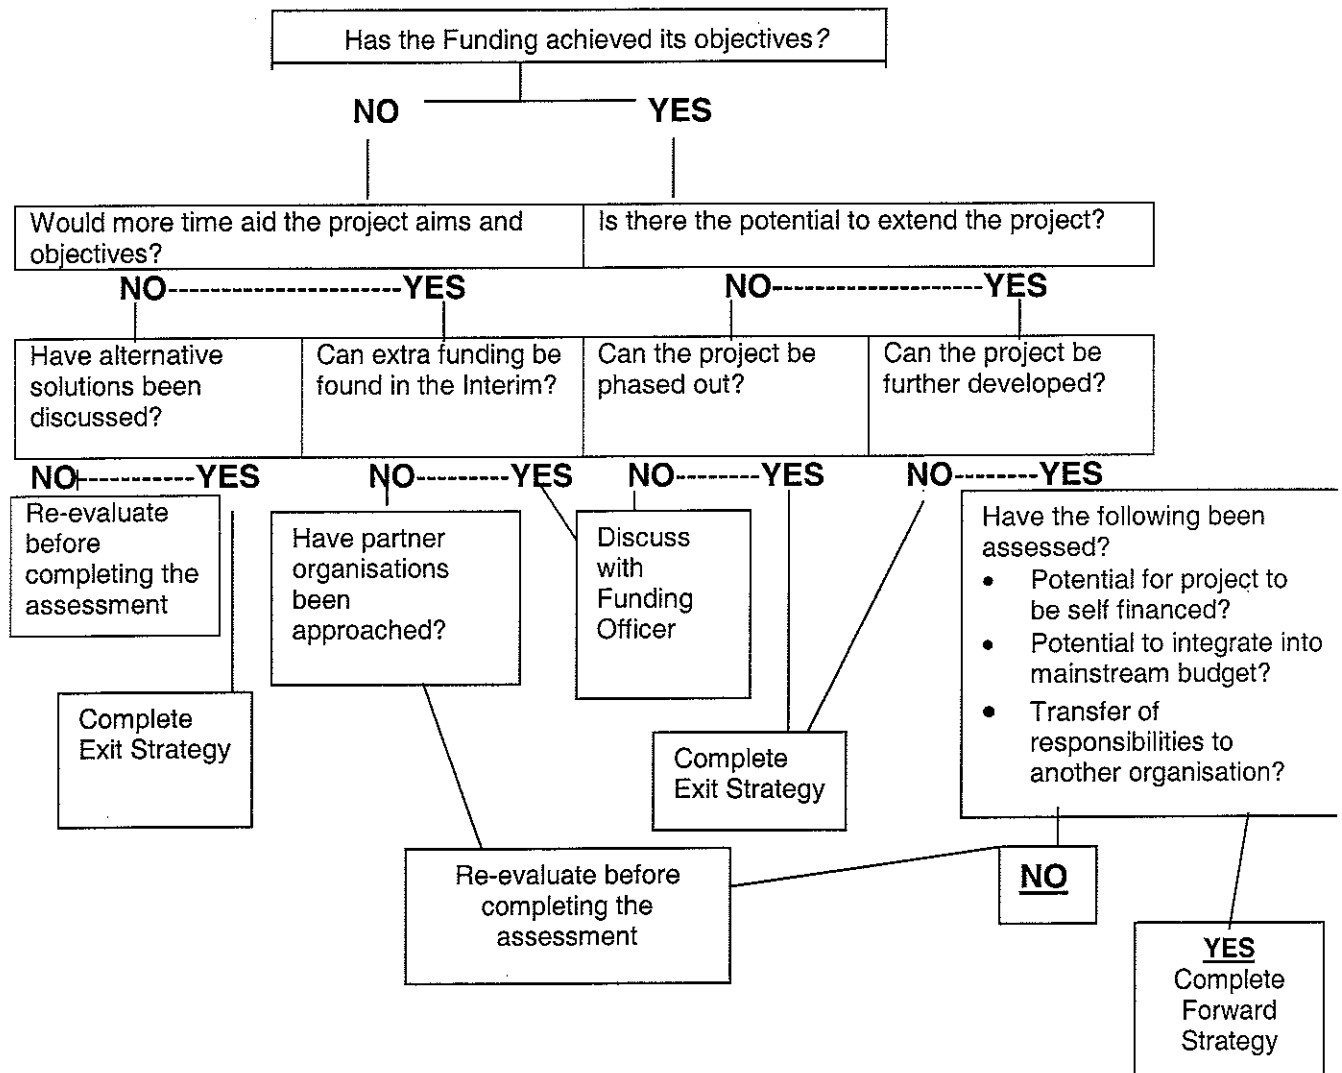 Has the Funding achieved its objectives?
NO YES
Would more time aid the project aims and
objectives?
Is there the potential to extend the project?
NO----------------------YES
NO--------------------YES
Have alternative
solutions been
discussed?
Can extra funding be
found in the Interim?
Can the project be
phased out?
Can the project be
further developed?
NO-----------YES
NO--------YES
NO--------YES
NO-------YES
Re-evaluate
before
completing the
assessment
Have partner
organisations
been
approached?
Discuss
with
Funding
Officer
Have the following been
assessed?
• Potential for project to
be self financed?
• Potential to integrate into
mainstream budget?
• Transfer of
responsibilities to
another organisation?
Complete
Exit Strategy
Complete
Exit Strategy
Re-evaluate before
completing the
assessment
NO
YES
Complete
Forward
Strategy